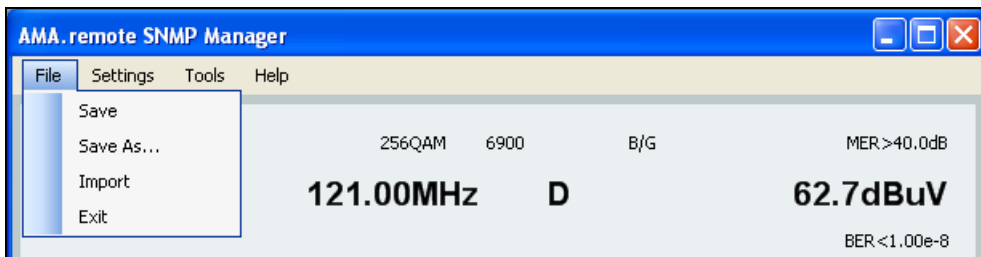 AMA.remote SNMP Manager
File Settings Tools Help
Save
Save As...
Import
Exit
256QAM 6900 B/G MER>40.0dB
121.00MHz D 62.7dBuV
BER<1.00e-8